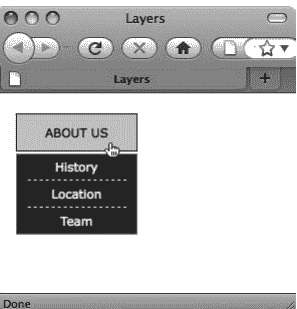 Layers
Layers
+
ABOUT US
History
Location
Team
Done